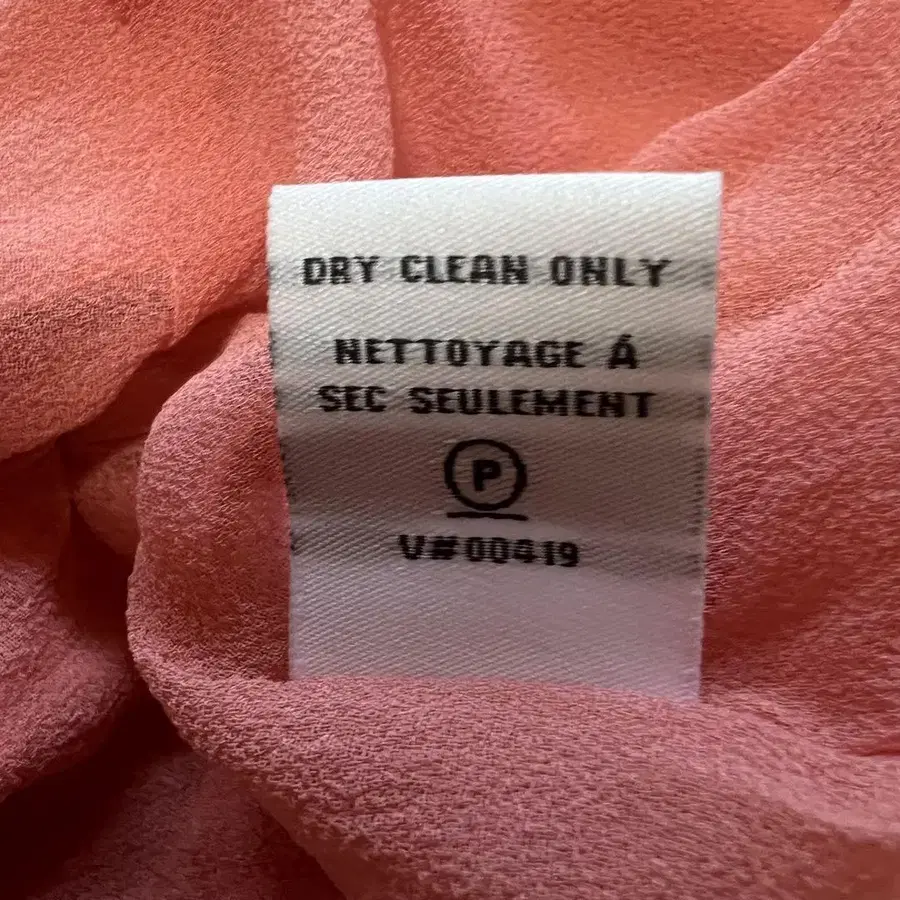 DRY CLEAN ONLY
NETTOYAGE Á
SEC SEULEMENT
P
V#00419